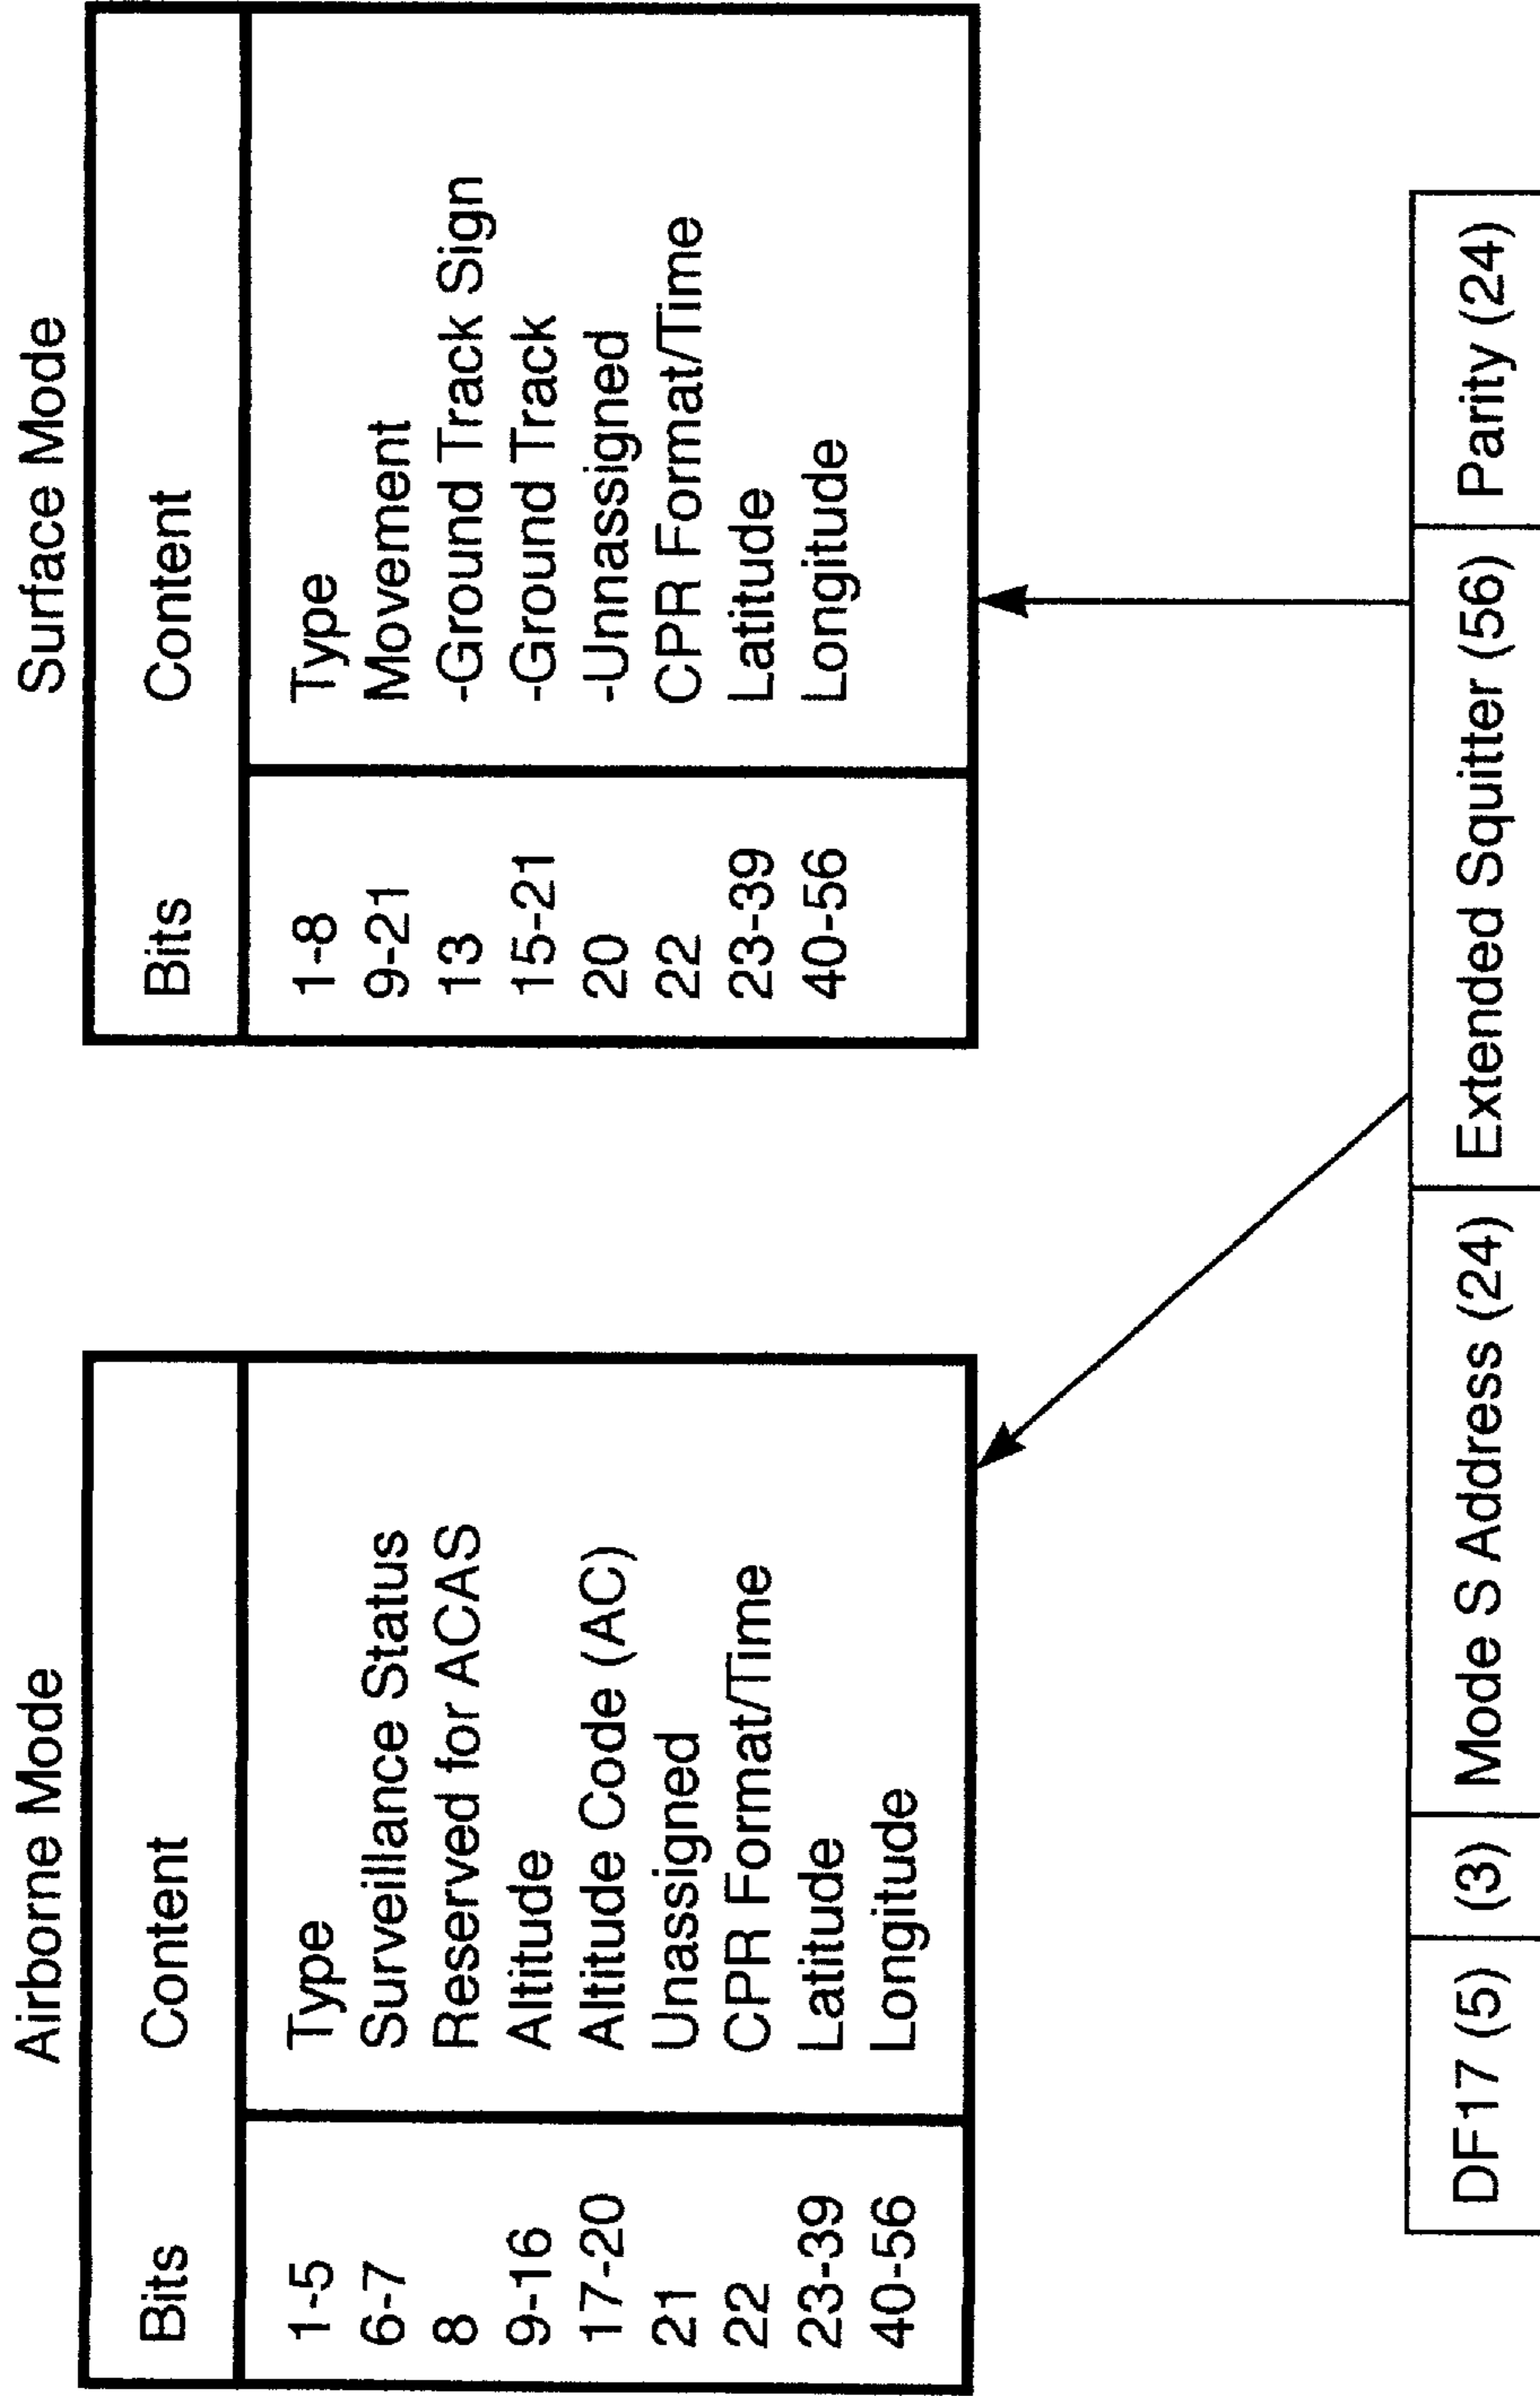 Airborne Mode
Bits Content
1-5 Type
6-7 Surveillance Status
8 Reserved for ACAS
9-16 Altitude
17-20 Altitude Code (AC)
21 Unassigned
22 CPR Format/Time
23-39 Latitude
40-56 Longitude
Surface Mode
Bits Content
1-8 Type
9-21 Movement
13 -Ground Track Sign
15-21 -Ground Track
20 -Unnassigned
22 CPR Format/Time
23-39 Latitude
40-56 Longitude
DF17 (5) (3) Mode S Address (24) Extended Squitter (56) Parity (24)